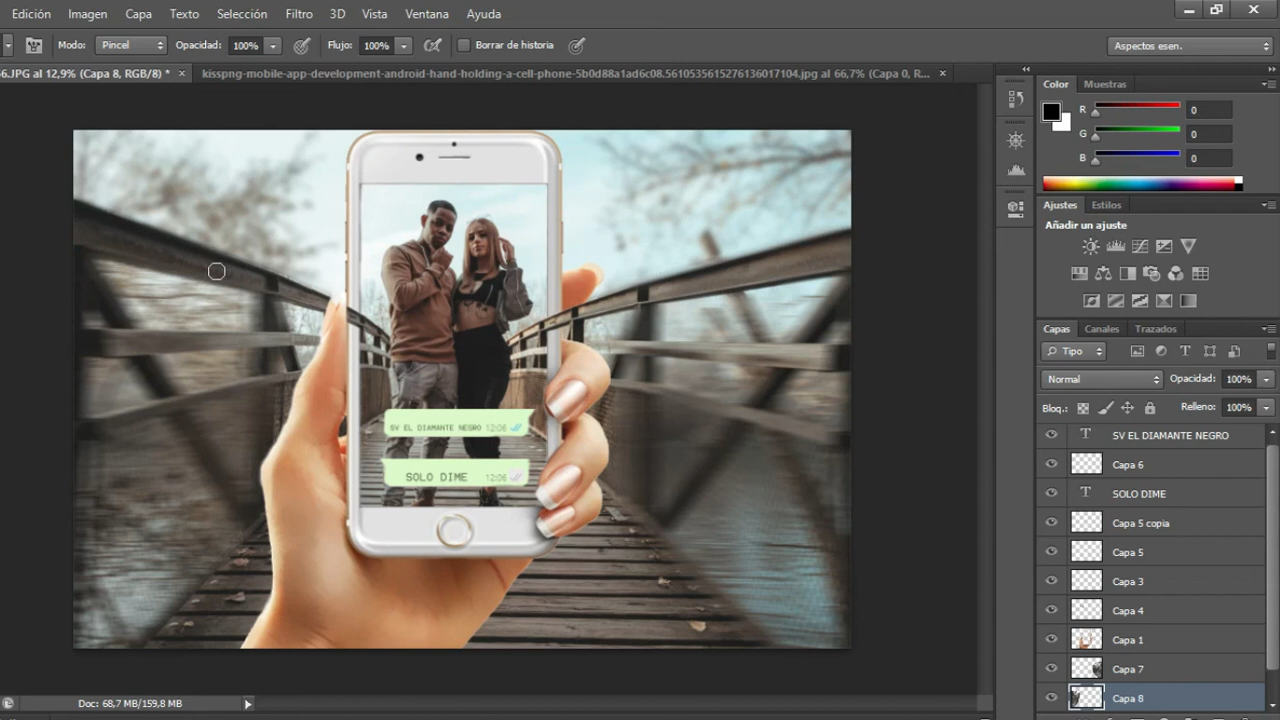 Edición Imagen Capa Texto Selección Filtro 3D Vista Ventana Ayuda
Modo: Pincel Opacidad: 100% Flujo: 100% Borrar de historia Aspectos esen.
6.JPG al 12,9% (Capa 8, RGB/8) * × kisspng-mobile-app-development-android-hand-holding-a-cell-phone-5b0d88a1ad6c08.5610535615276136017104.jpg al 66,7% (Capa 0, R... ×
Color Muestras
R 0
G 0
B 0
Ajustes Estilos
Añadir un ajuste
Capas Canales Trazados
Tipo
Normal Opacidad: 100%
Bloq.: Relleno: 100%
T SV EL DIAMANTE NEGRO
Capa 6
T SOLO DIME
Capa 5 copia
Capa 5
Capa 3
Capa 4
Capa 1
Capa 7
Capa 8
SV EL DIAMANTE NEGRO 12:06
SOLO DIME 12:06
Doc: 68,7 MB/159,8 MB